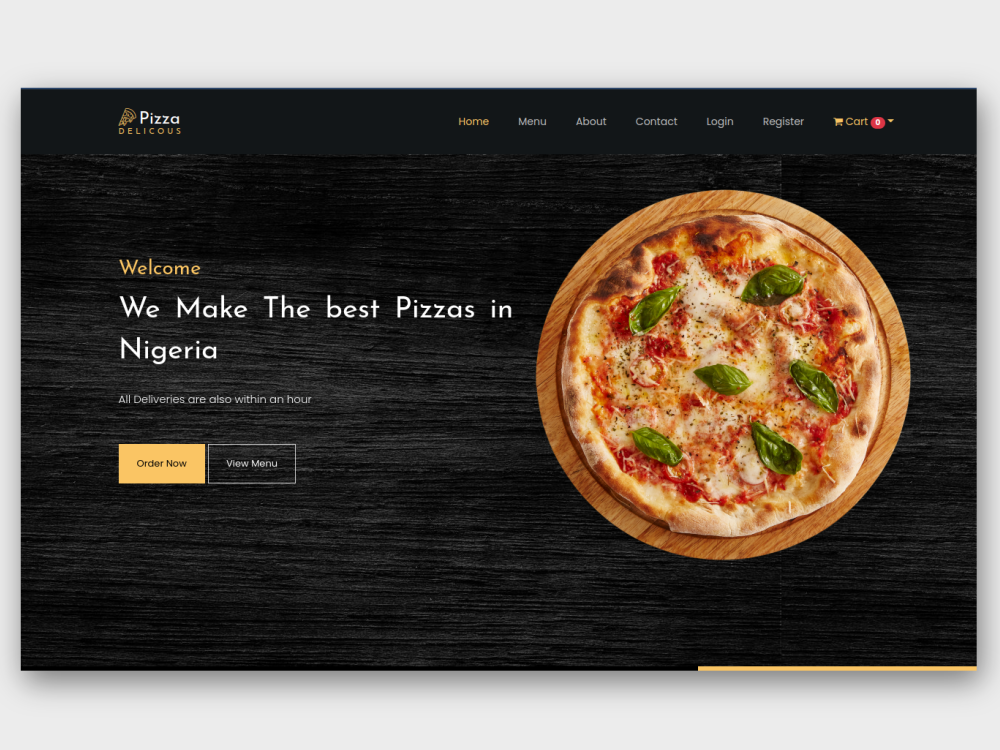 Pizza
DELICOUS
Home Menu About Contact Login Register Cart 0
Welcome
We Make The best Pizzas in
Nigeria
All Deliveries are also within an hour
Order Now View Menu